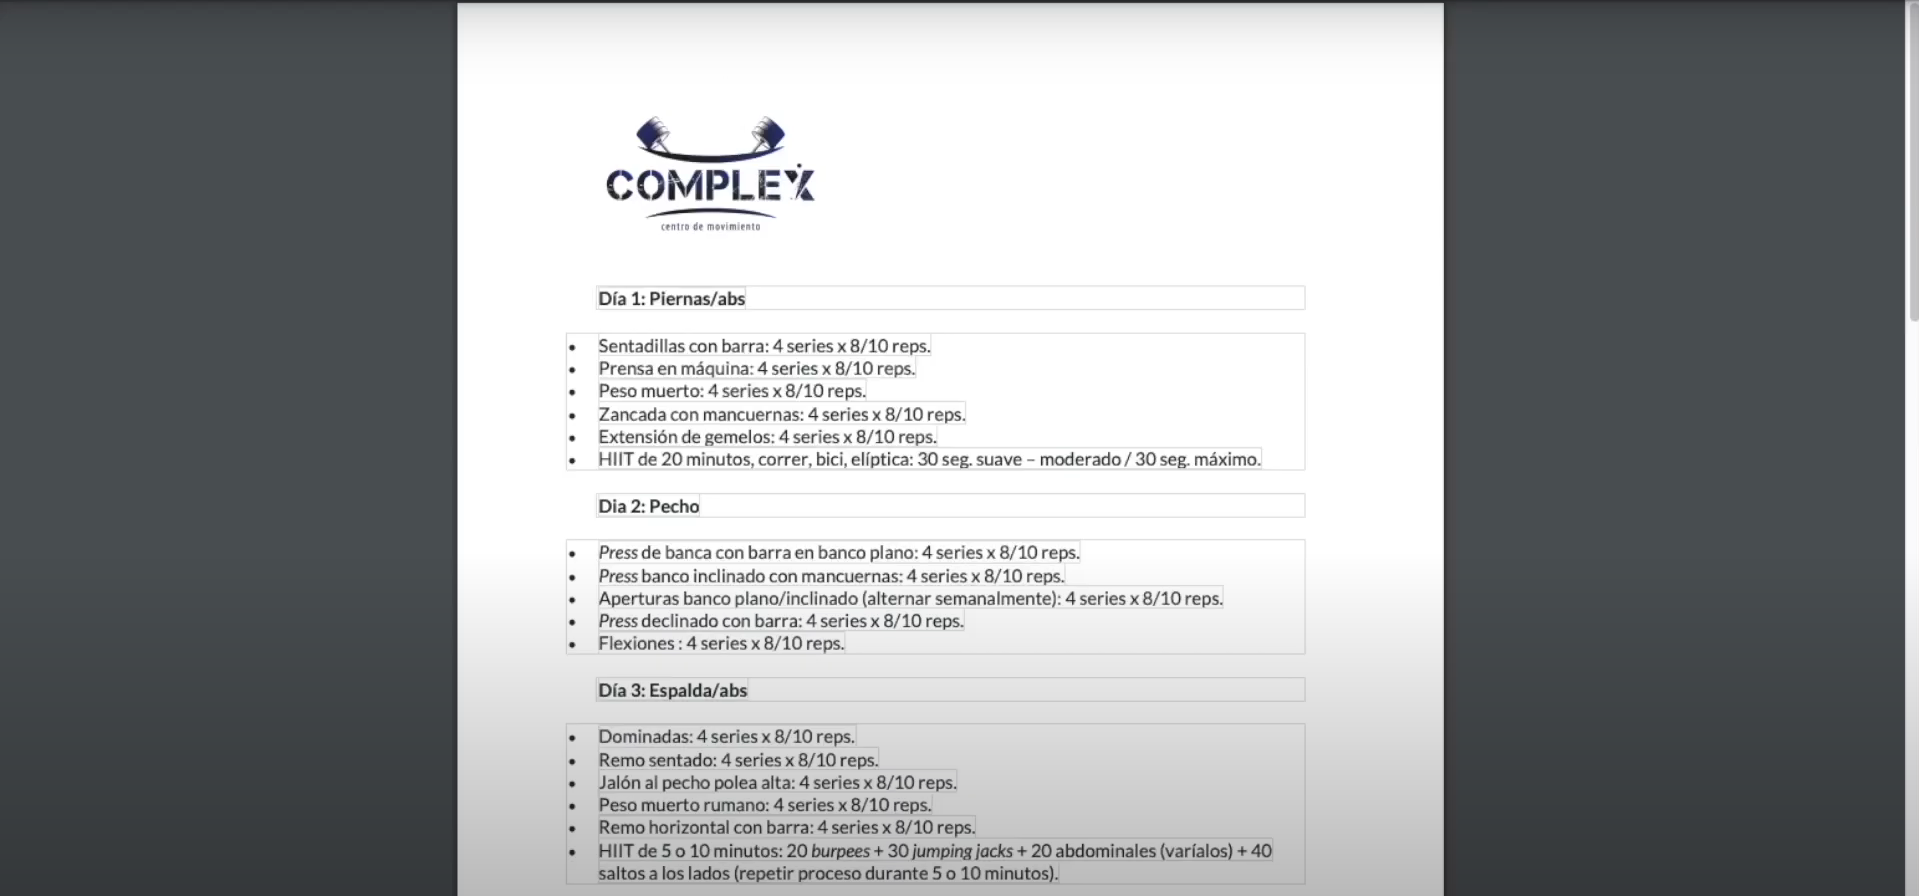 COMPLEX
centro de movimiento
Día 1: Piernas/abs
• Sentadillas con barra: 4 series x 8/10 reps.
• Prensa en máquina: 4 series x 8/10 reps.
• Peso muerto: 4 series x 8/10 reps.
• Zancada con mancuernas: 4 series x 8/10 reps.
• Extensión de gemelos: 4 series x 8/10 reps.
• HIIT de 20 minutos, correr, bici, elíptica: 30 seg. suave – moderado / 30 seg. máximo.
Dia 2: Pecho
• Press de banca con barra en banco plano: 4 series x 8/10 reps.
• Press banco inclinado con mancuernas: 4 series x 8/10 reps.
• Aperturas banco plano/inclinado (alternar semanalmente): 4 series x 8/10 reps.
• Press declinado con barra: 4 series x 8/10 reps.
• Flexiones : 4 series x 8/10 reps.
Día 3: Espalda/abs
• Dominadas: 4 series x 8/10 reps.
• Remo sentado: 4 series x 8/10 reps.
• Jalón al pecho polea alta: 4 series x 8/10 reps.
• Peso muerto rumano: 4 series x 8/10 reps.
• Remo horizontal con barra: 4 series x 8/10 reps.
• HIIT de 5 o 10 minutos: 20 burpees + 30 jumping jacks + 20 abdominales (varíalos) + 40
saltos a los lados (repetir proceso durante 5 o 10 minutos).